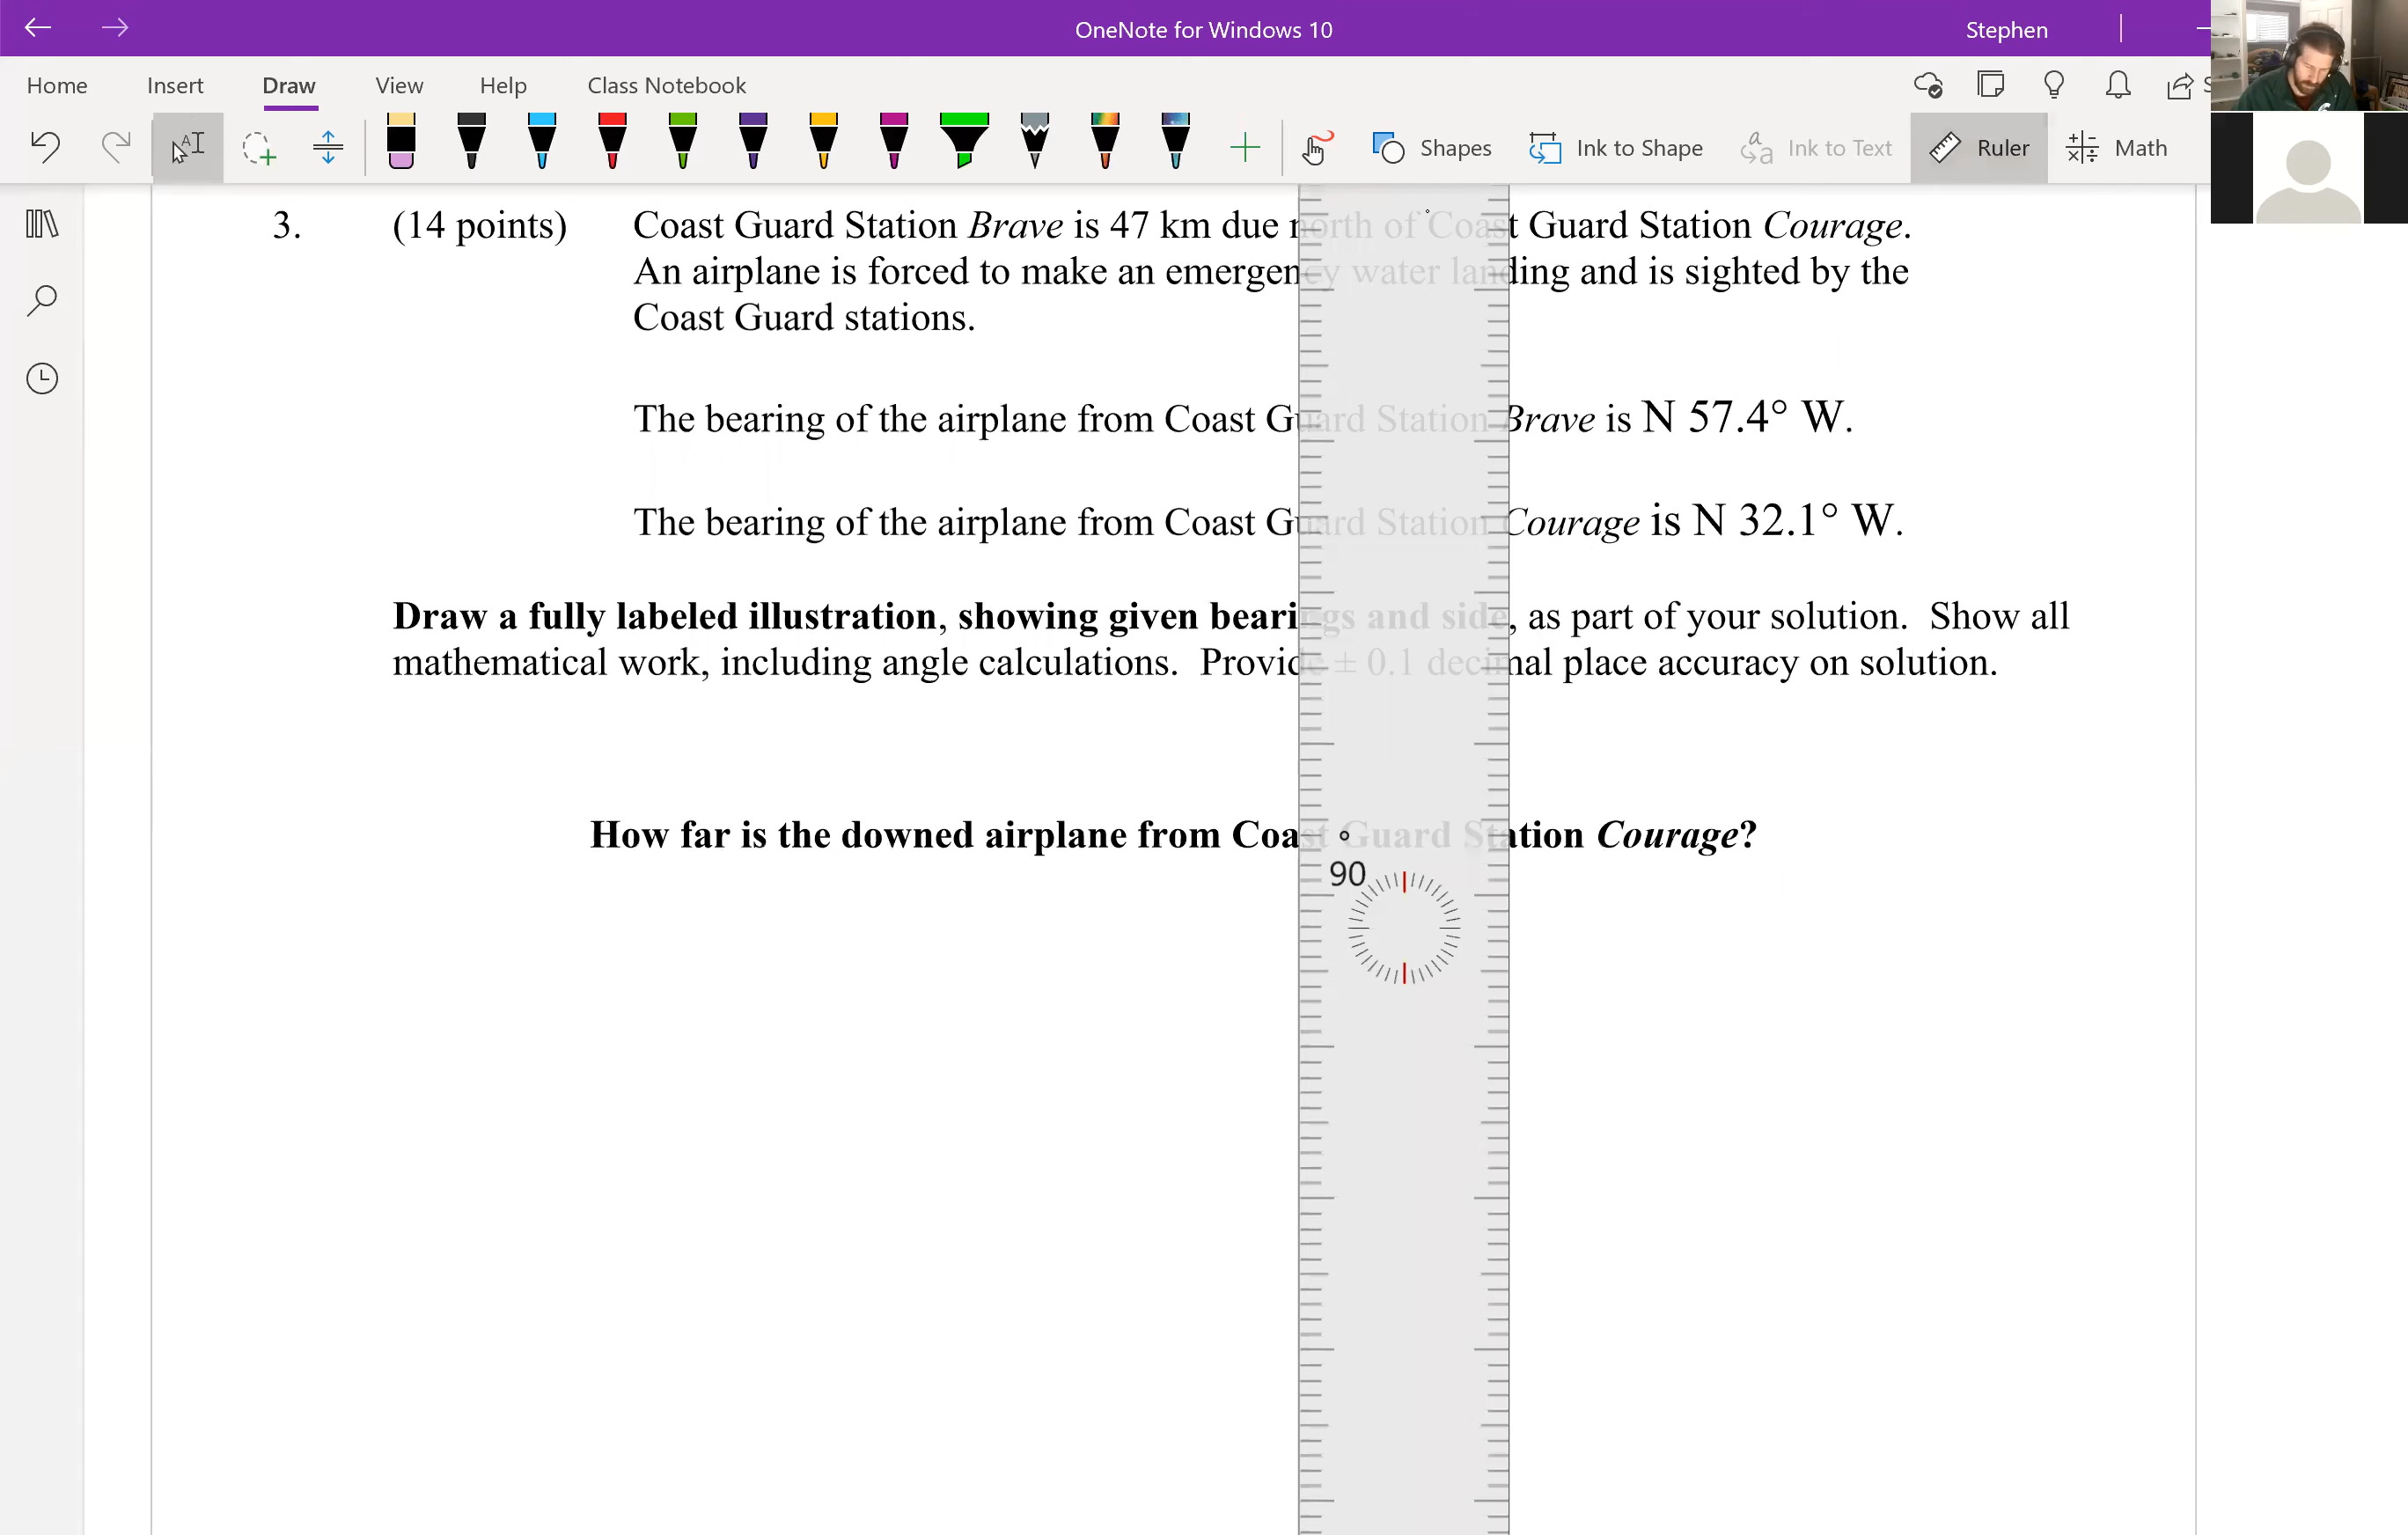 OneNote for Windows 10
Stephen
Home Insert Draw View Help Class Notebook
Shapes Ink to Shape Ink to Text Ruler Math
3. (14 points) Coast Guard Station Brave is 47 km due north of Coast Guard Station Courage.
An airplane is forced to make an emergency water landing and is sighted by the
Coast Guard stations.
The bearing of the airplane from Coast Guard Station Brave is N 57.4° W.
The bearing of the airplane from Coast Guard Station Courage is N 32.1° W.
Draw a fully labeled illustration, showing given bearings and side, as part of your solution. Show all
mathematical work, including angle calculations. Provide ± 0.1 decimal place accuracy on solution.
How far is the downed airplane from Coast Guard Station Courage?
90°